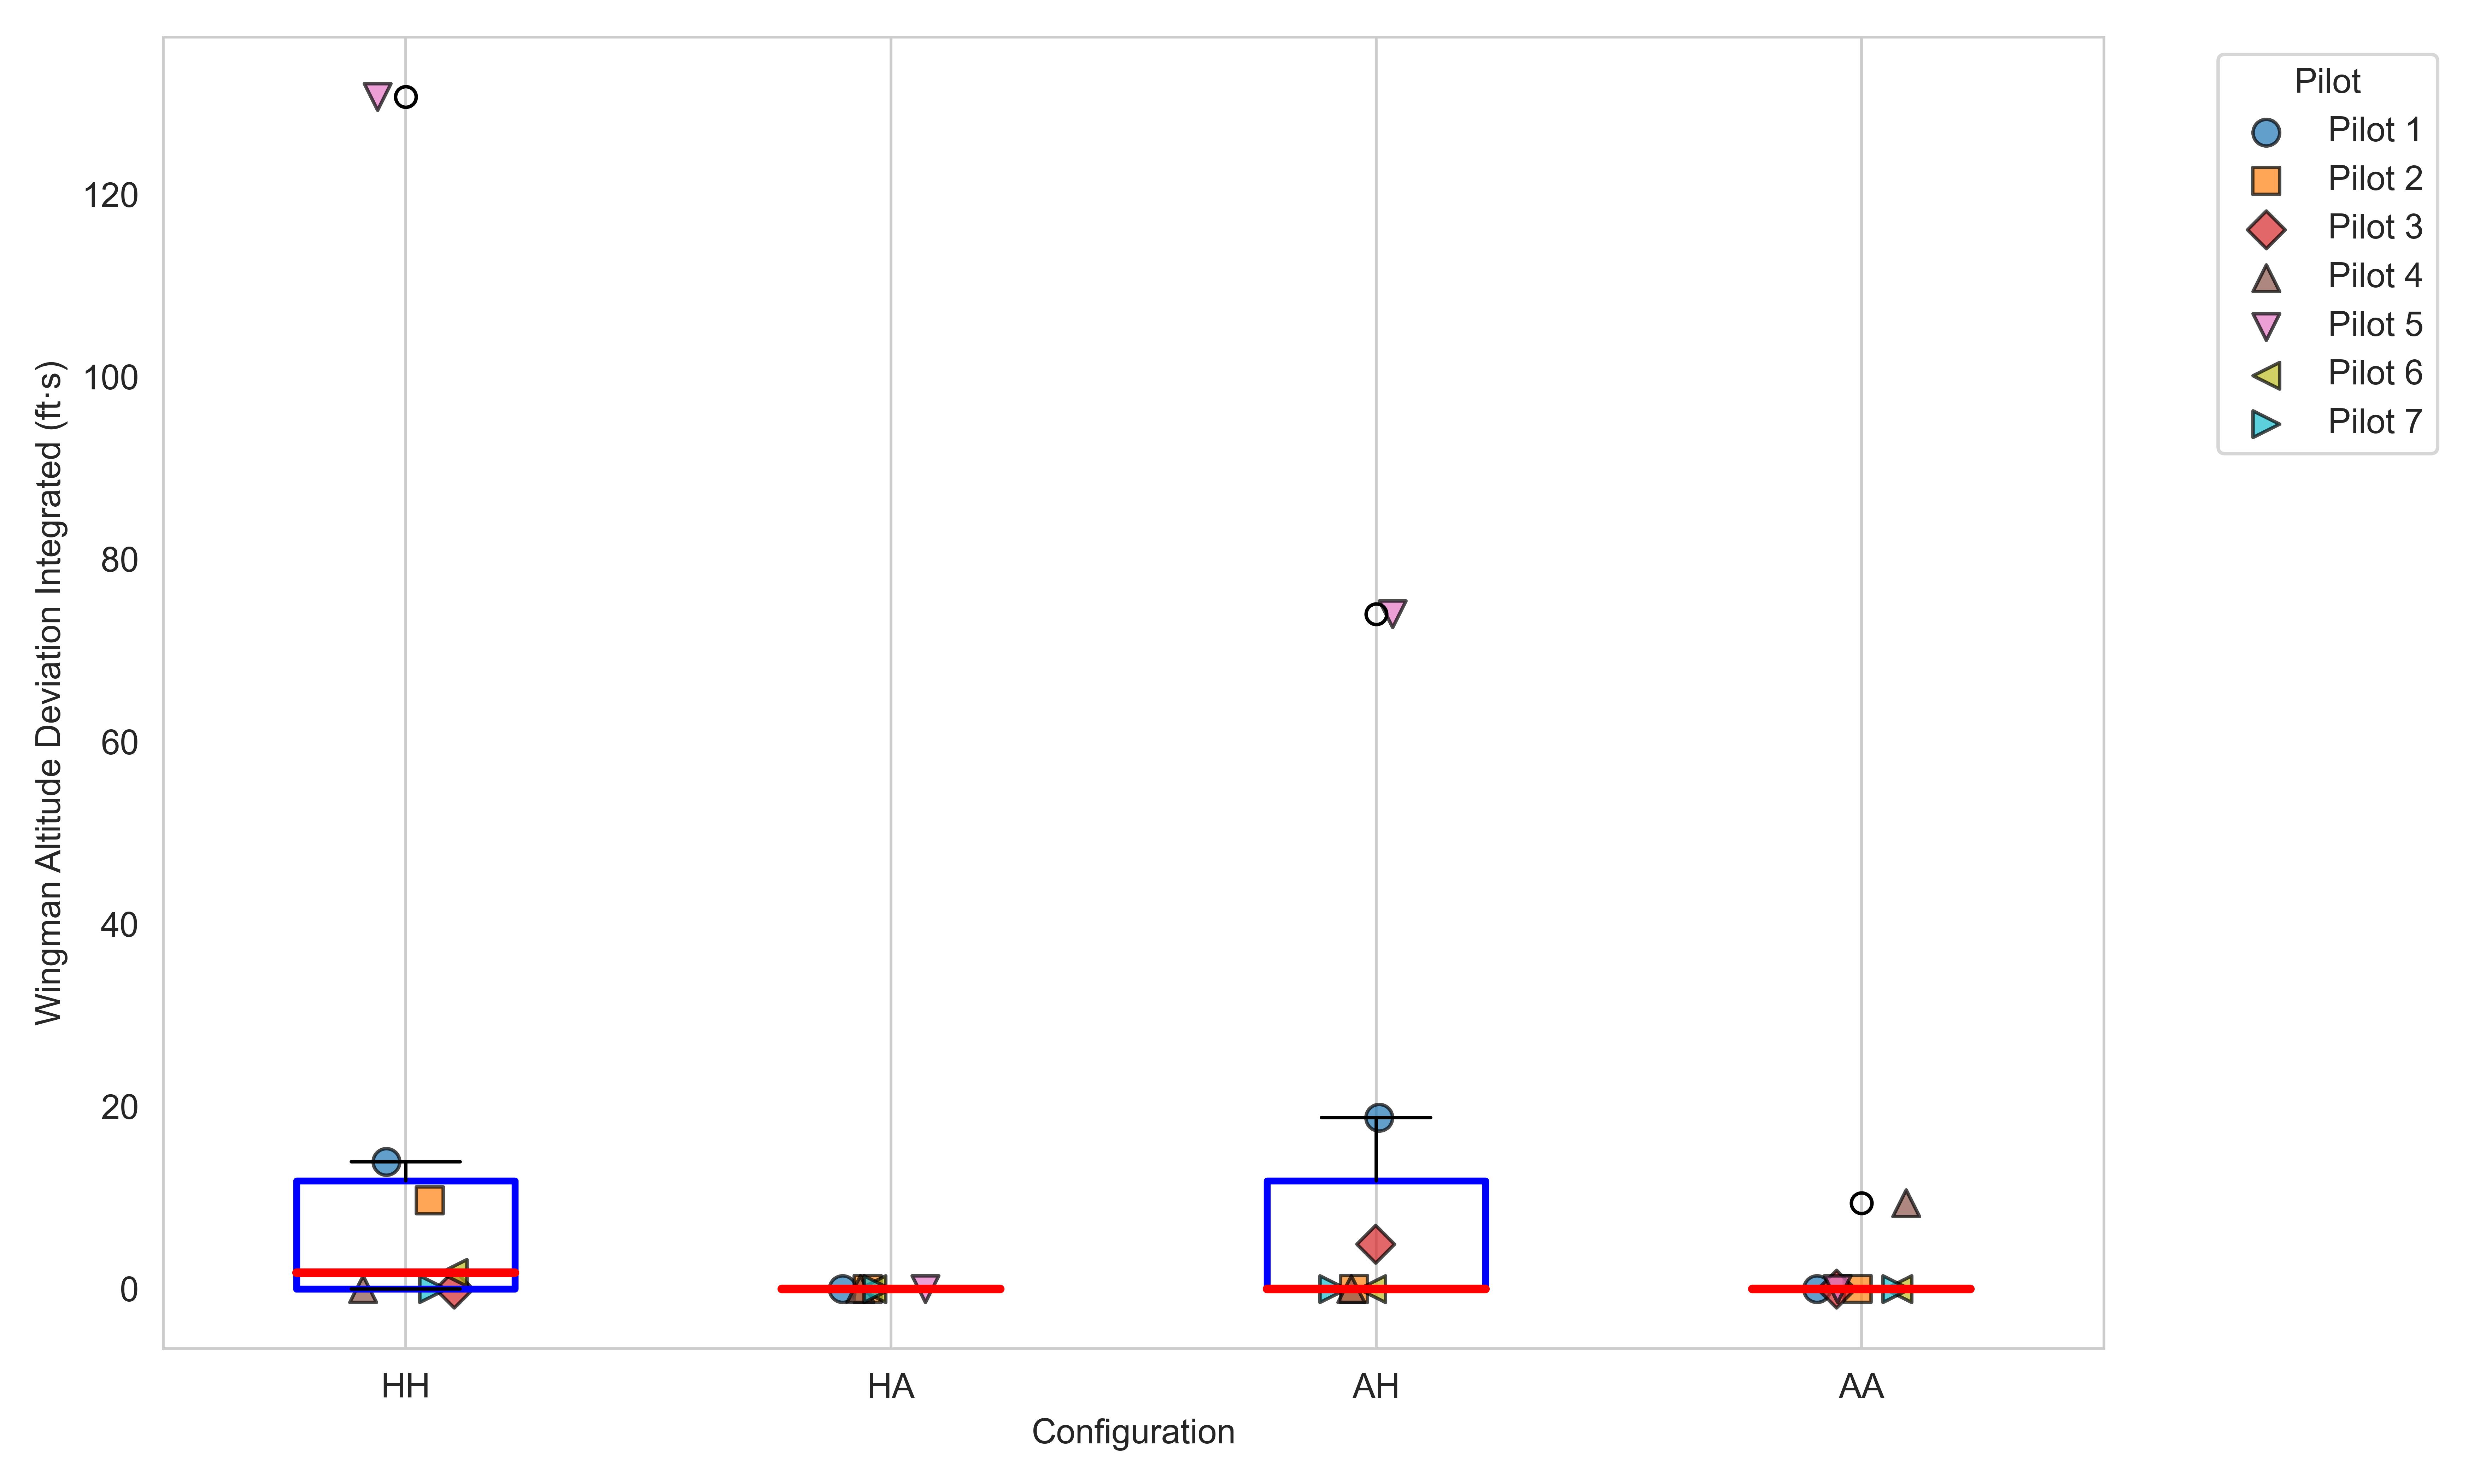 Pilot
Pilot 1
Pilot 2
Pilot 3
Pilot 4
Pilot 5
Pilot 6
Pilot 7
Wingman Altitude Deviation Integrated (ft·s)
120
100
80
60
40
20
0
HH HA AH AA
Configuration